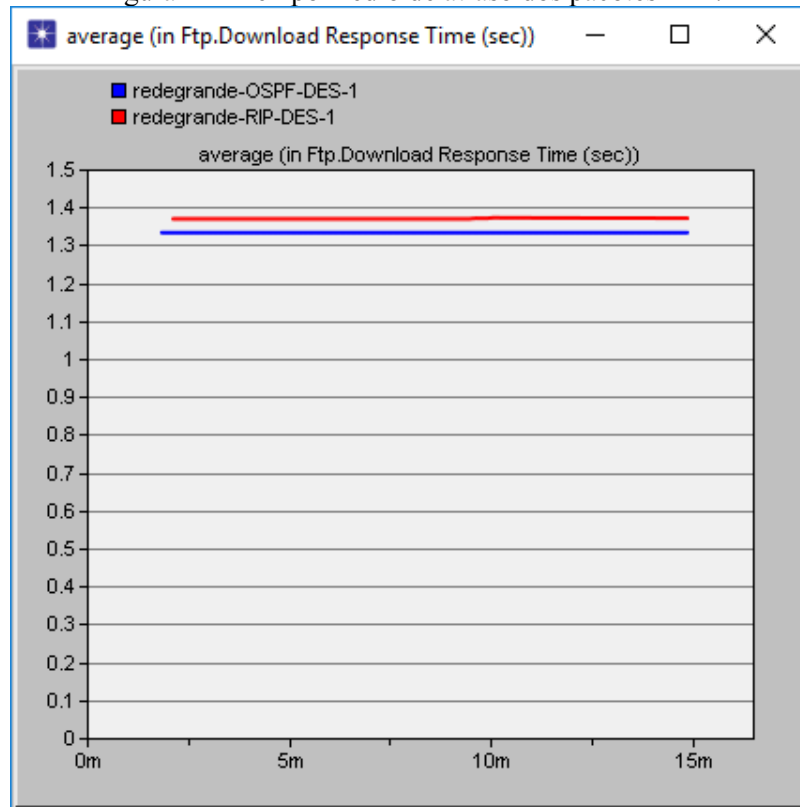 average (in Ftp.Download Response Time (sec))
redegrande-OSPF-DES-1
redegrande-RIP-DES-1
average (in Ftp.Download Response Time (sec))
1.5
1.4
1.3
1.2
1.1
1
0.9
0.8
0.7
0.6
0.5
0.4
0.3
0.2
0.1
0
0m
5m
10m
15m